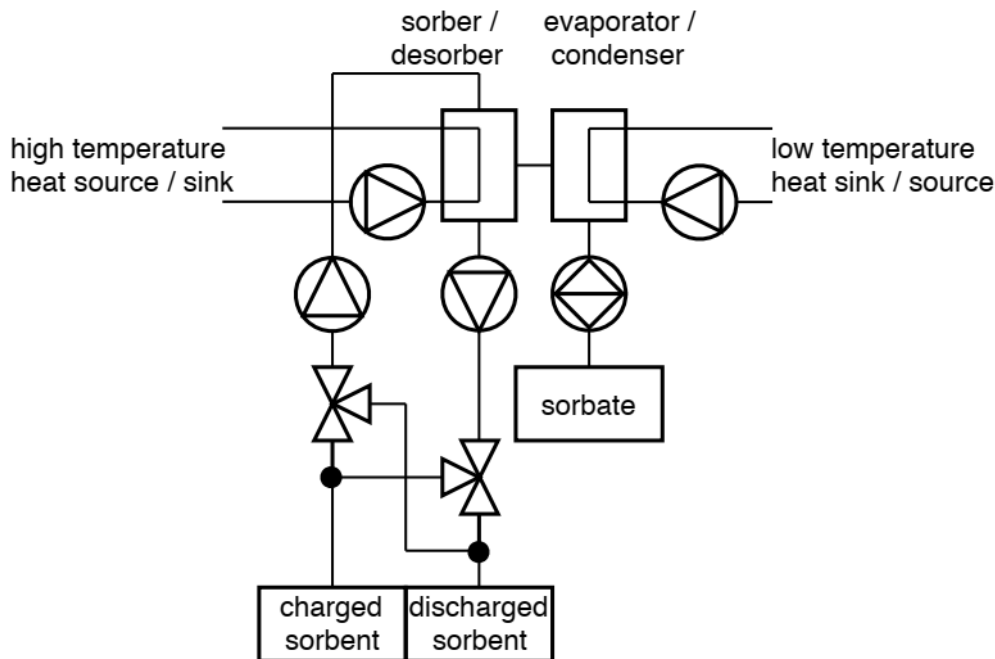 sorber /
desorber
evaporator /
condenser
high temperature
heat source / sink
low temperature
heat sink / source
sorbate
charged
sorbent
discharged
sorbent